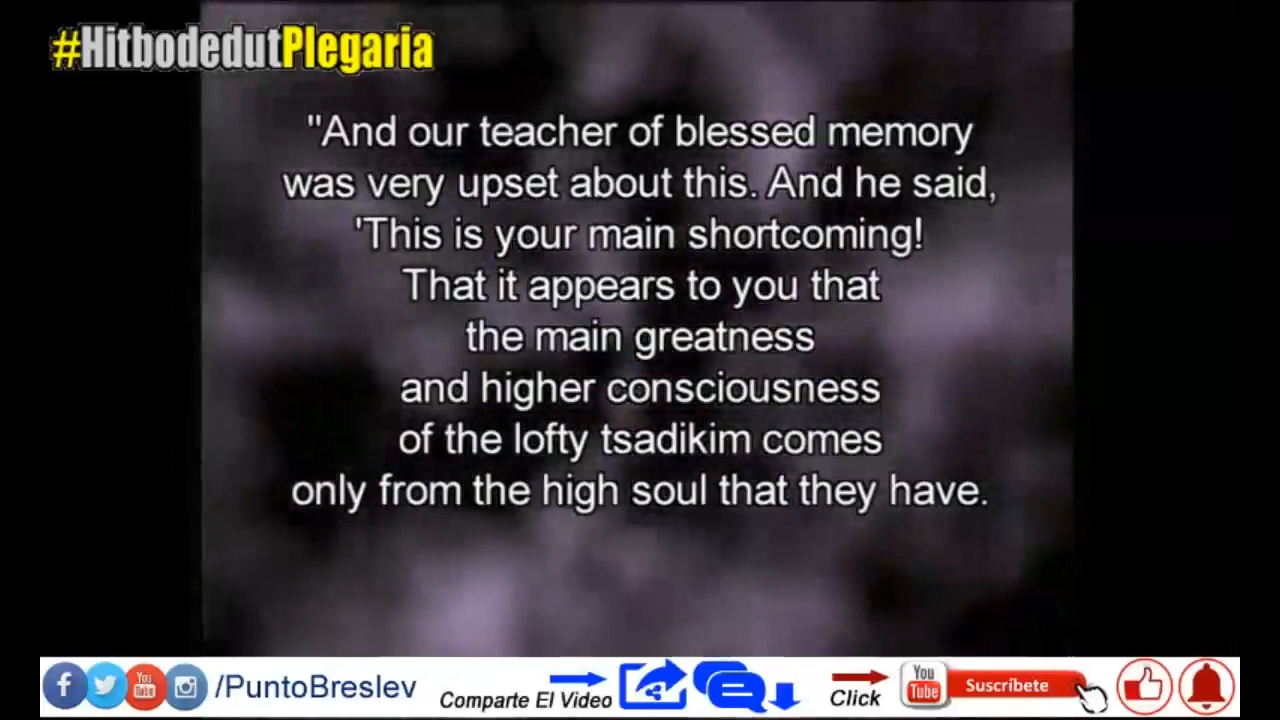 #HitbodedutPlegaria
"And our teacher of blessed memory
was very upset about this. And he said,
'This is your main shortcoming!
That it appears to you that
the main greatness
and higher consciousness
of the lofty tsadikim comes
only from the high soul that they have.
/PuntoBreslev
Comparte El Video
Click
You Tube
Suscríbete